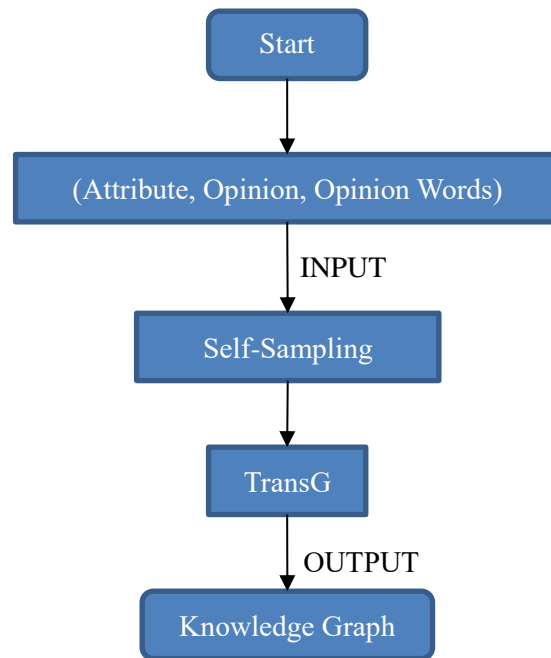 Start
(Attribute, Opinion, Opinion Words)
INPUT
Self-Sampling
TransG
OUTPUT
Knowledge Graph